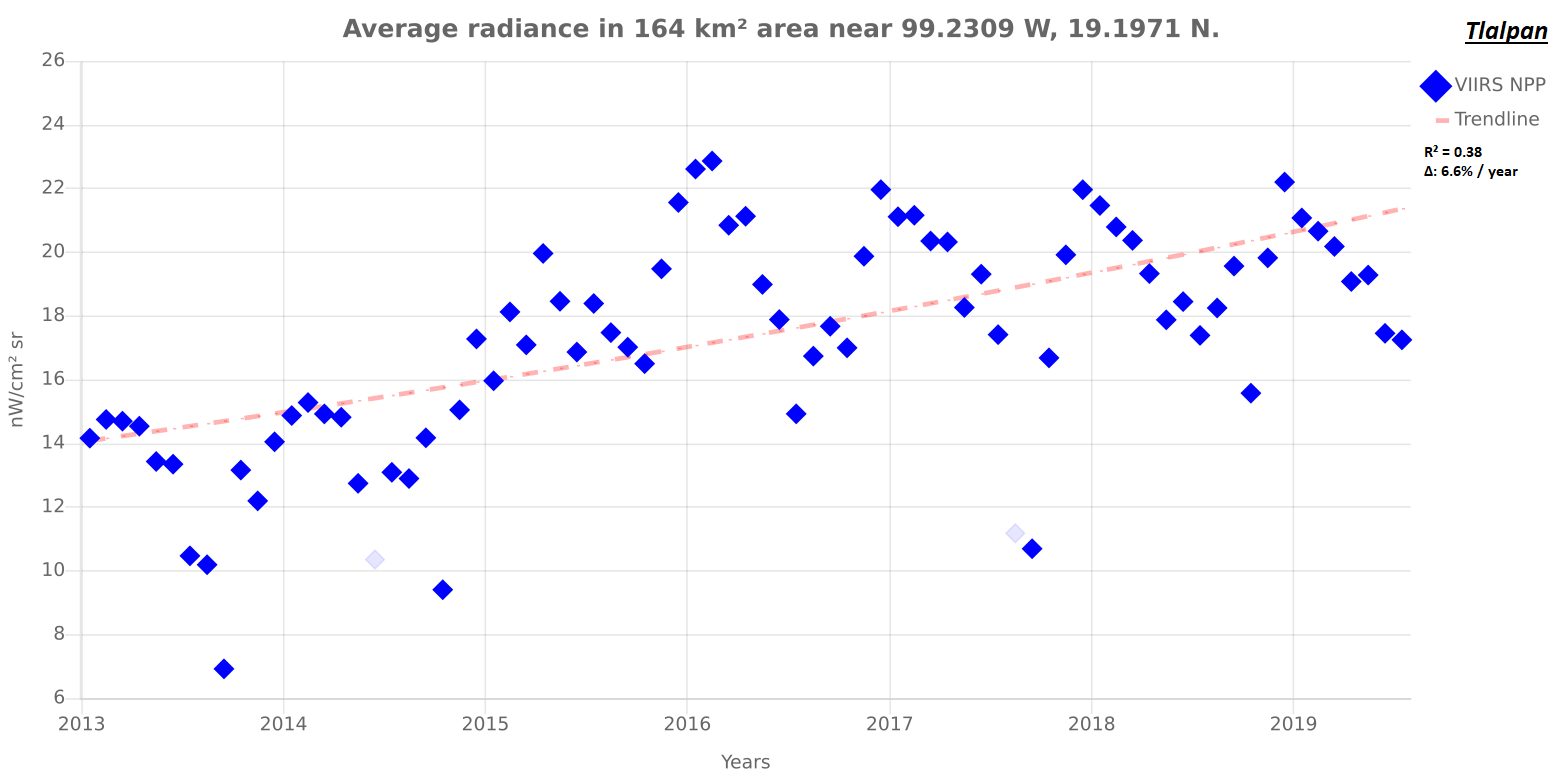 Average radiance in 164 km² area near 99.2309 W, 19.1971 N.
Tlalpan
VIIRS NPP
Trendline
R² = 0.38
Δ: 6.6% / year
nW/cm² sr
26
24
22
20
18
16
14
12
10
8
6
2013 2014 2015 2016 2017 2018 2019
Years